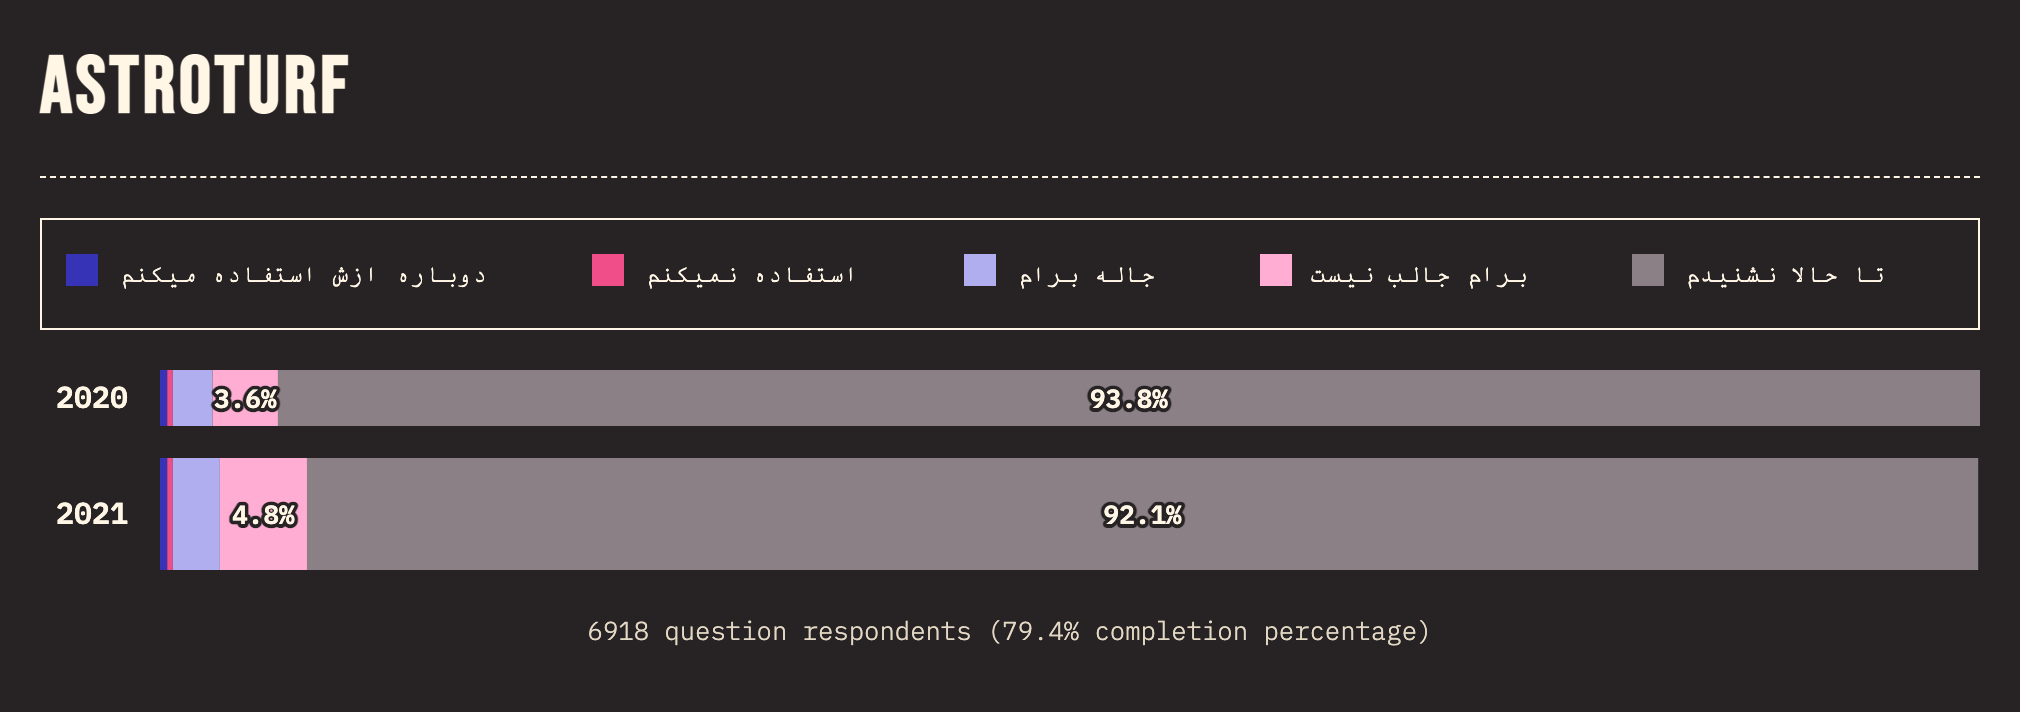 ASTROTURF
دوباره ازش استفاده میکنم
استفاده نمیکنم
جالبه برام
برام جالب نیست
تا حالا نشنیدم
2020 3.6% 93.8%
2021 4.8% 92.1%
6918 question respondents (79.4% completion percentage)